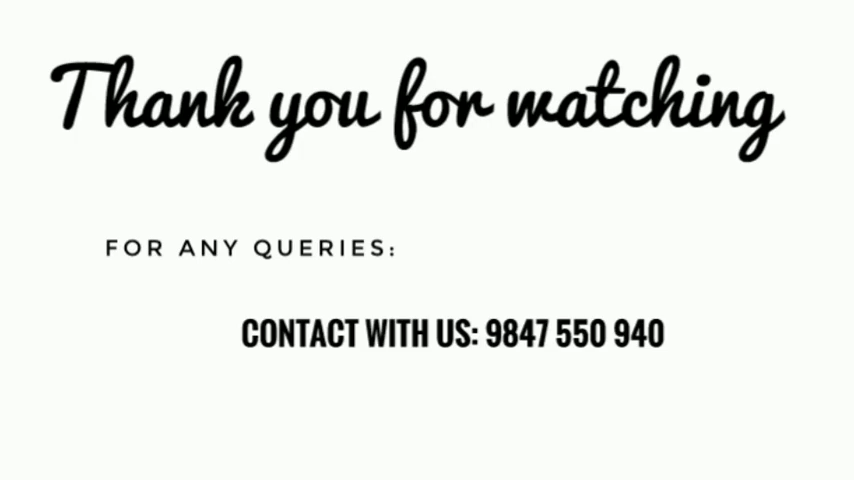 Thank you for watching
FOR ANY QUERIES:
CONTACT WITH US: 9847 550 940